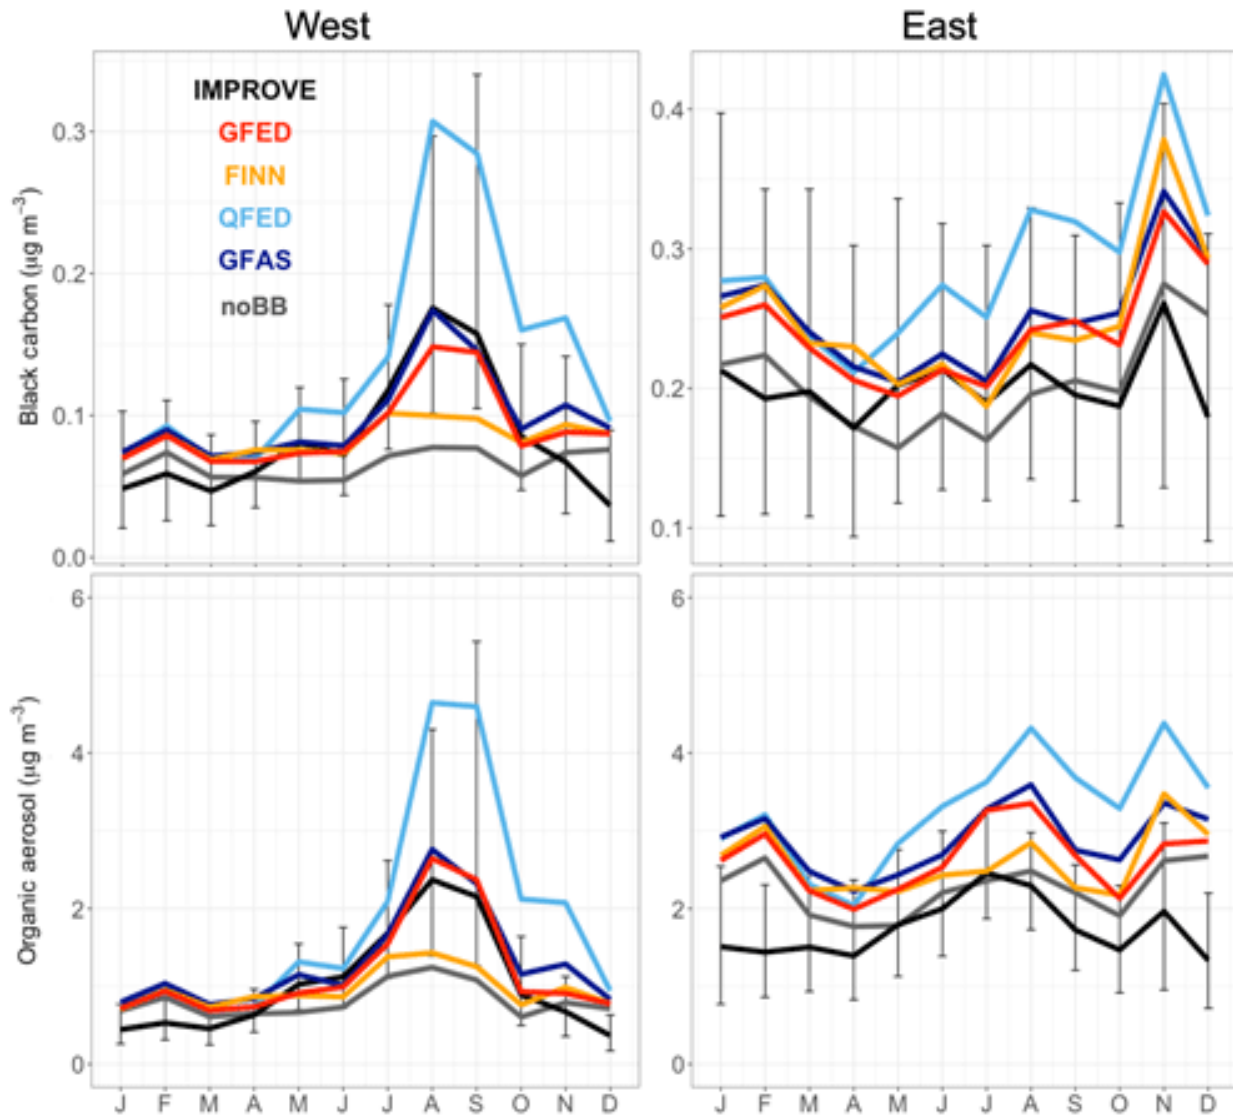 West
East
IMPROVE
GFED
FINN
QFED
GFAS
noBB
Black carbon (μg m⁻³)
0.3
0.2
0.1
0.0
0.4
0.3
0.2
0.1
Organic aerosol (μg m⁻³)
6
4
2
0
6
4
2
0
J F M A M J J A S O N D
J F M A M J J A S O N D